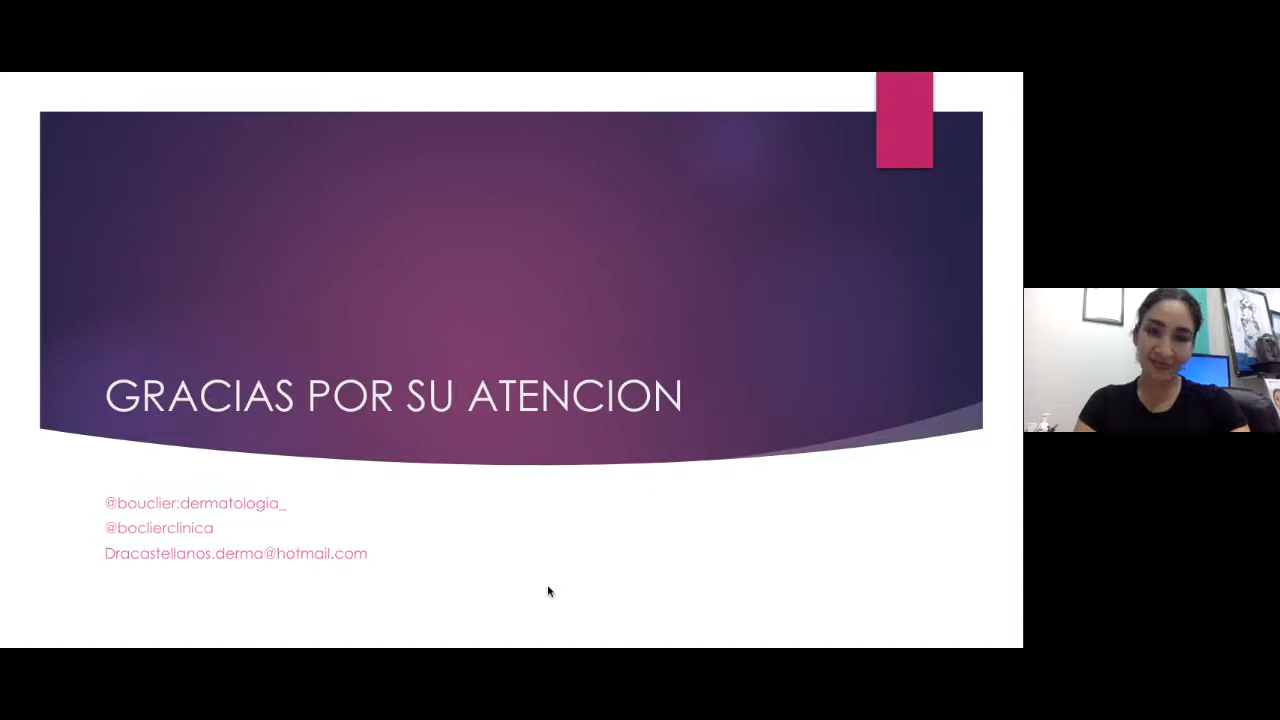 GRACIAS POR SU ATENCION
@bouclier:dermatologia_
@boclierclinica
Dracastellanos.derma@hotmail.com